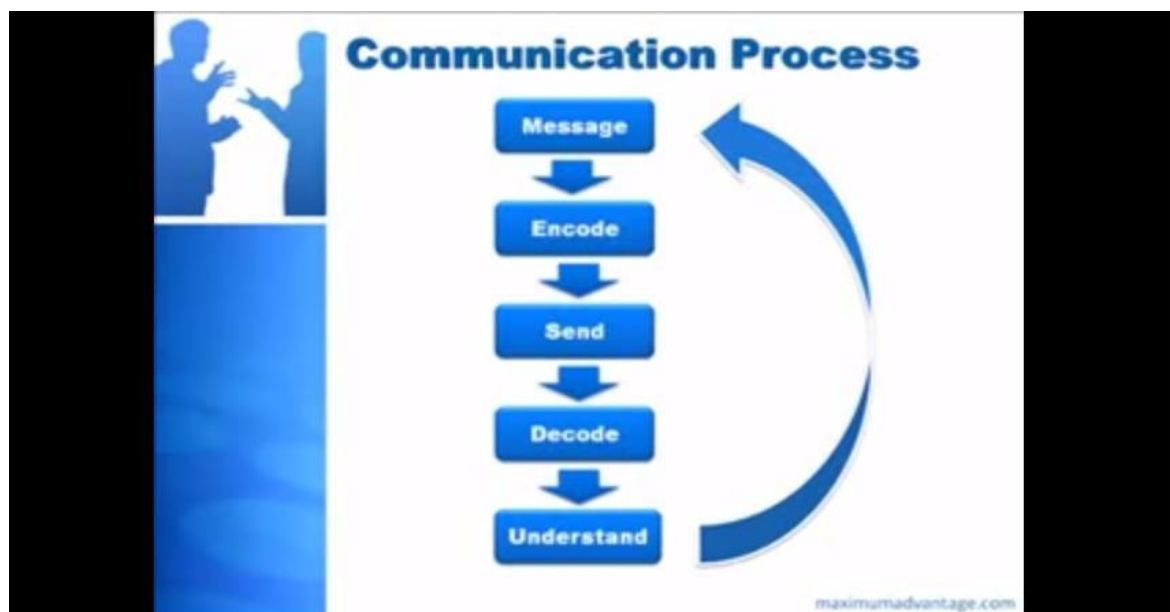 Communication Process
Message
Encode
Send
Decode
Understand
maximumadvantage.com